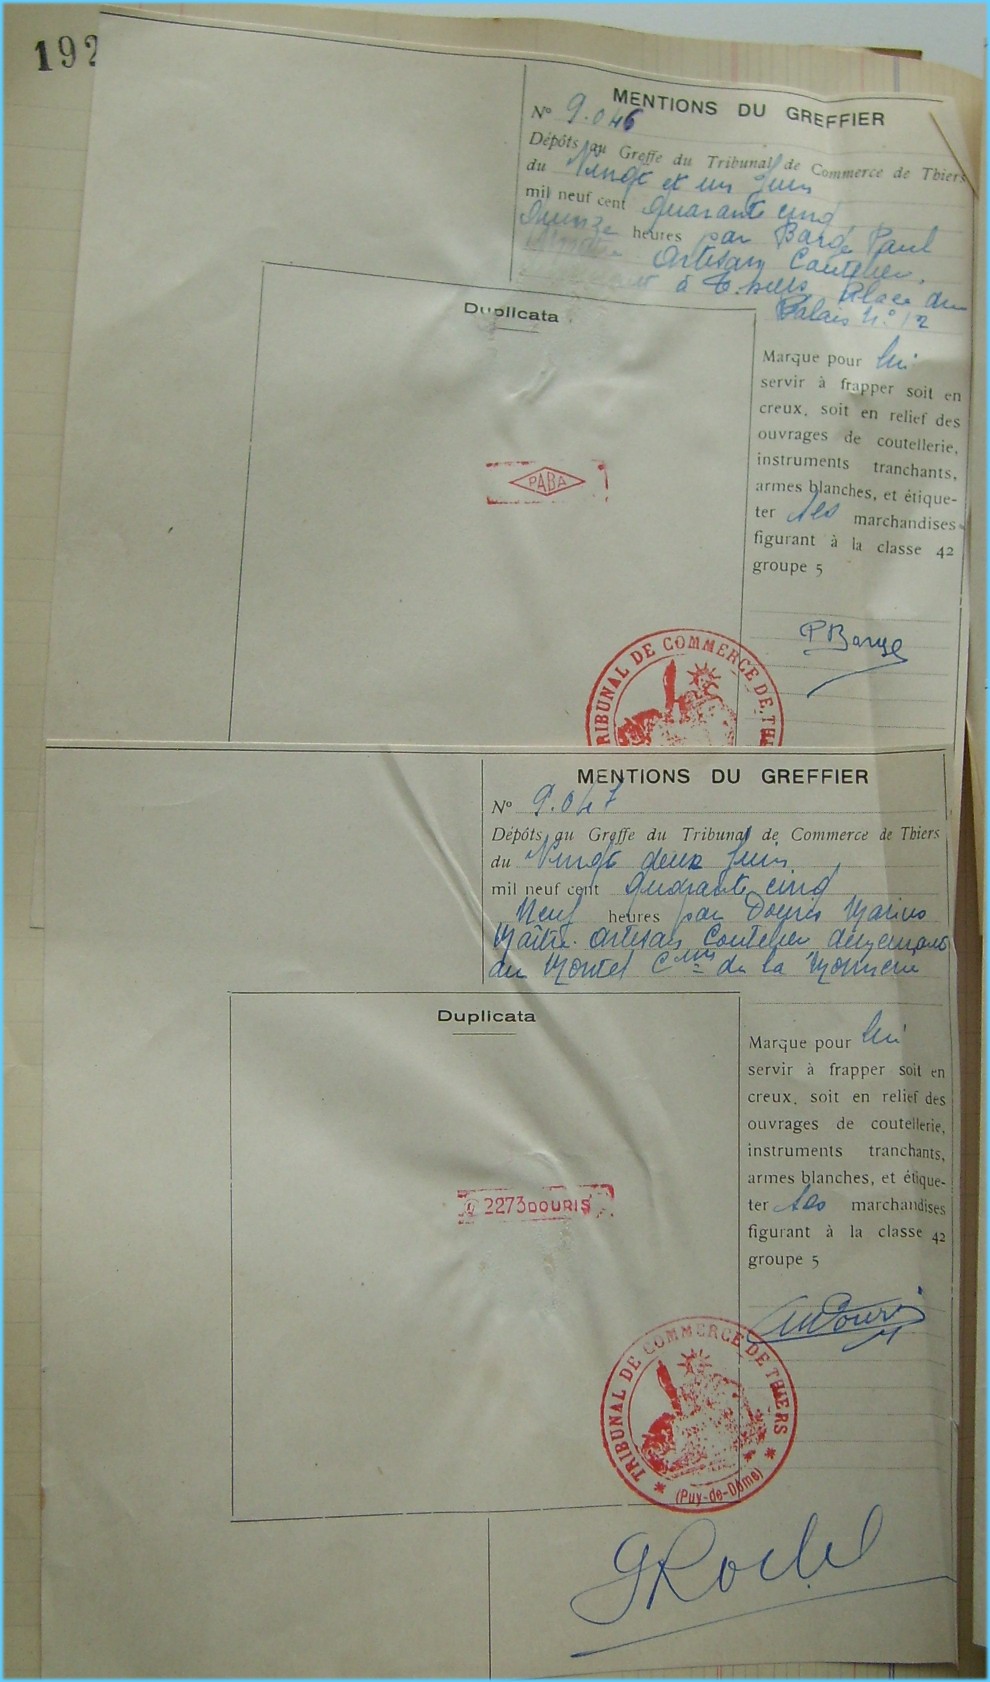 192
MENTIONS DU GREFFIER
N° 9.046
Dépôts au Greffe du Tribunal de Commerce de Thiers
du Vingt et un Juin
mil neuf cent quarante cinq
Quinze heures par Barge Paul
Artisan Coutelier
à Thiers, Place du
Palais N° 12
Duplicata
Marque pour lui
servir à frapper soit en
creux, soit en relief des
ouvrages de coutellerie,
instruments tranchants,
armes blanches, et étique-
ter ses marchandises
figurant à la classe 42
groupe 5
PABA
P Barge
TRIBUNAL DE COMMERCE DE TH
MENTIONS DU GREFFIER
N° 9.047
Dépôts au Greffe du Tribunal de Commerce de Thiers
du Vingt deux Juin
mil neuf cent quarante cinq
Neuf heures par Douris Marius
Maître Artisan Coutelier demeurant
au Montel Cne de la Monnerie
Duplicata
Marque pour lui
servir à frapper soit en
creux, soit en relief des
ouvrages de coutellerie,
instruments tranchants,
armes blanches, et étique-
ter ses marchandises
figurant à la classe 42
groupe 5
2273 DOURIS
TRIBUNAL DE COMMERCE DE THIERS
(Puy-de-Dôme)